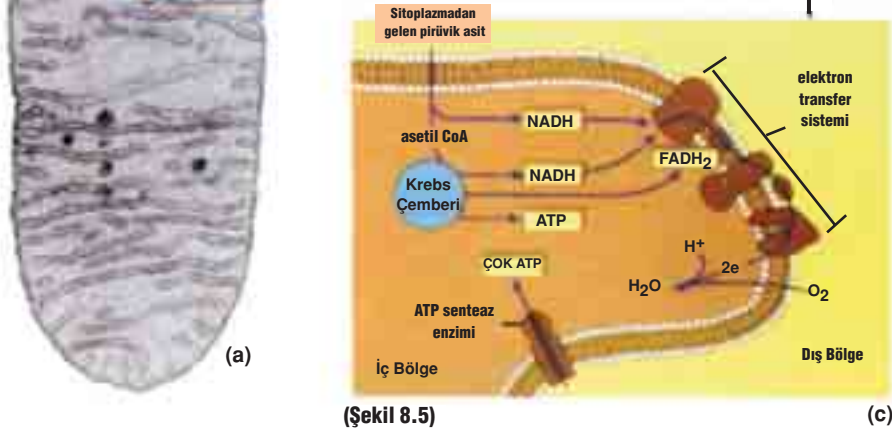 Sitoplazmadan
gelen pirüvik asit
elektron
transfer
sistemi
NADH
asetil CoA
FADH2
NADH
Krebs
Çemberi
ATP
H+
ÇOK ATP
2e
H2O
O2
ATP senteaz
enzimi
(a)
Dış Bölge
İç Bölge
(Şekil 8.5)
(c)